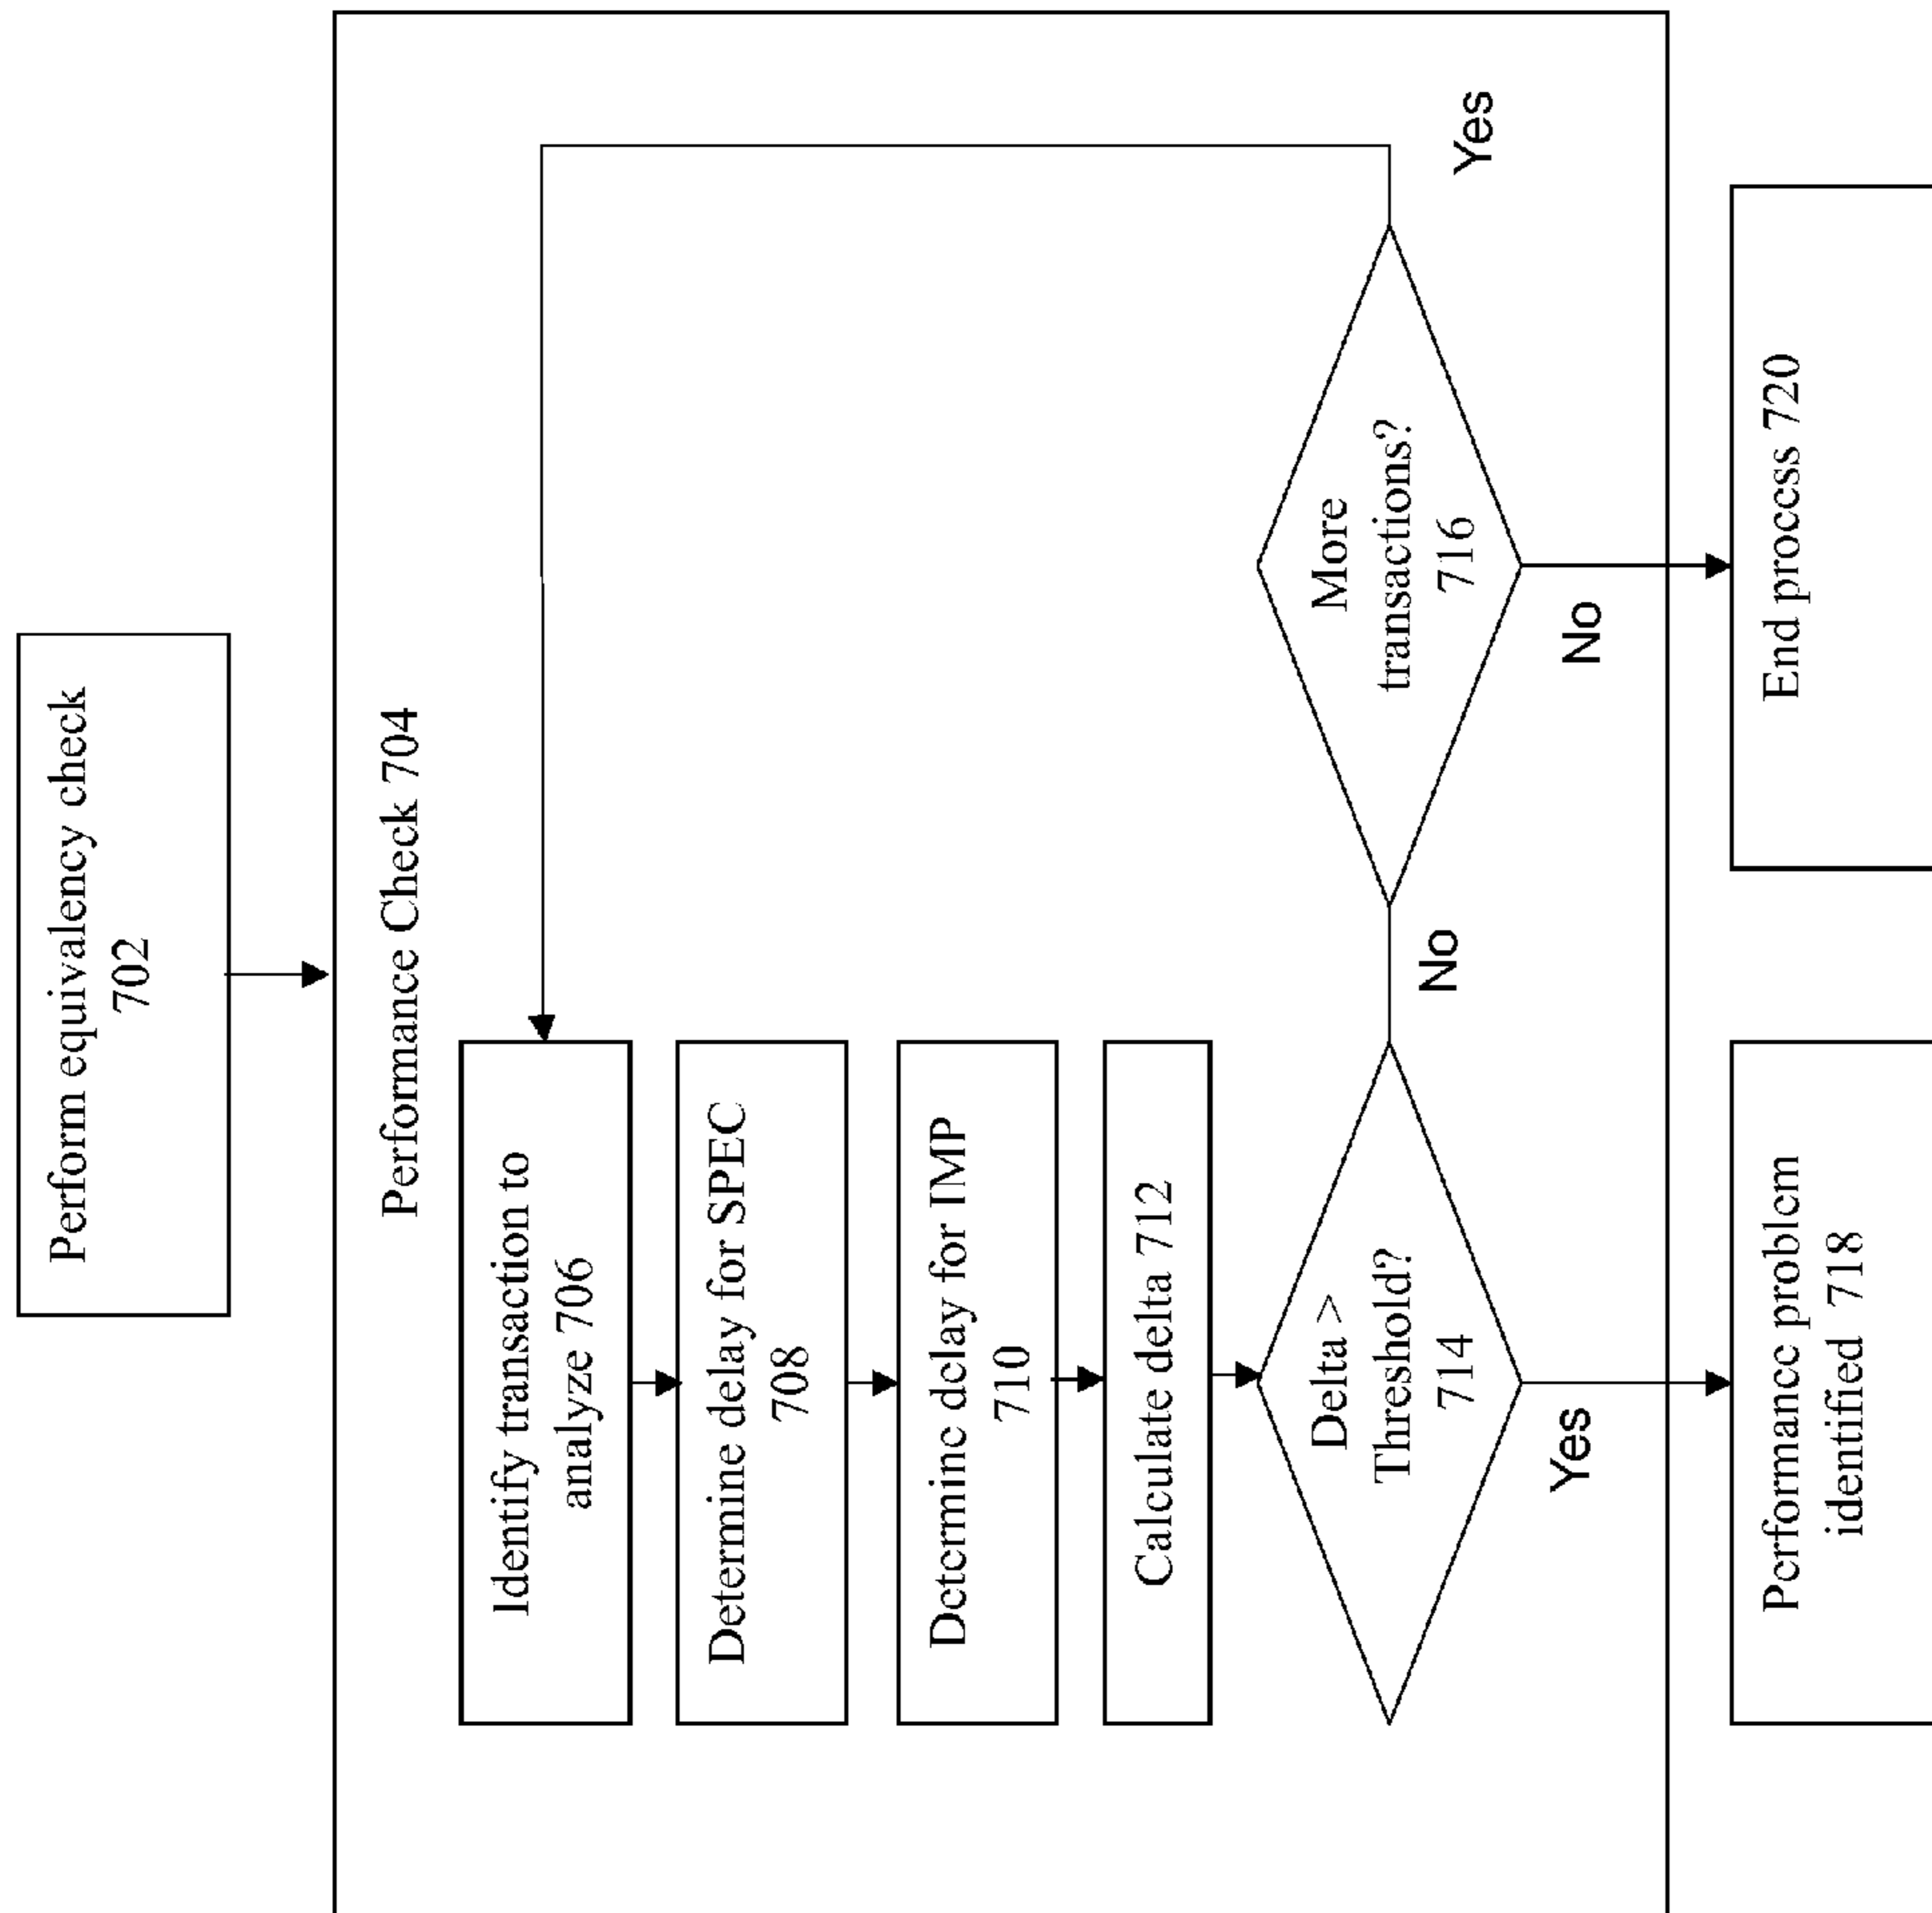 Perform equivalency check
702
Performance Check 704
Identify transaction to
analyze 706
Determine delay for SPEC
708
Determine delay for IMP
710
Calculate delta 712
Delta >
Threshold?
714
No
More
transactions?
716
Yes
Yes
No
Performance problem
identified 718
End process 720